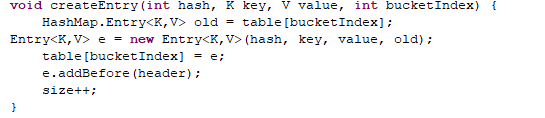 void createEntry(int hash, K key, V value, int bucketIndex) {
    HashMap.Entry<K,V> old = table[bucketIndex];
Entry<K,V> e = new Entry<K,V>(hash, key, value, old);
    table[bucketIndex] = e;
    e.addBefore(header);
    size++;
}